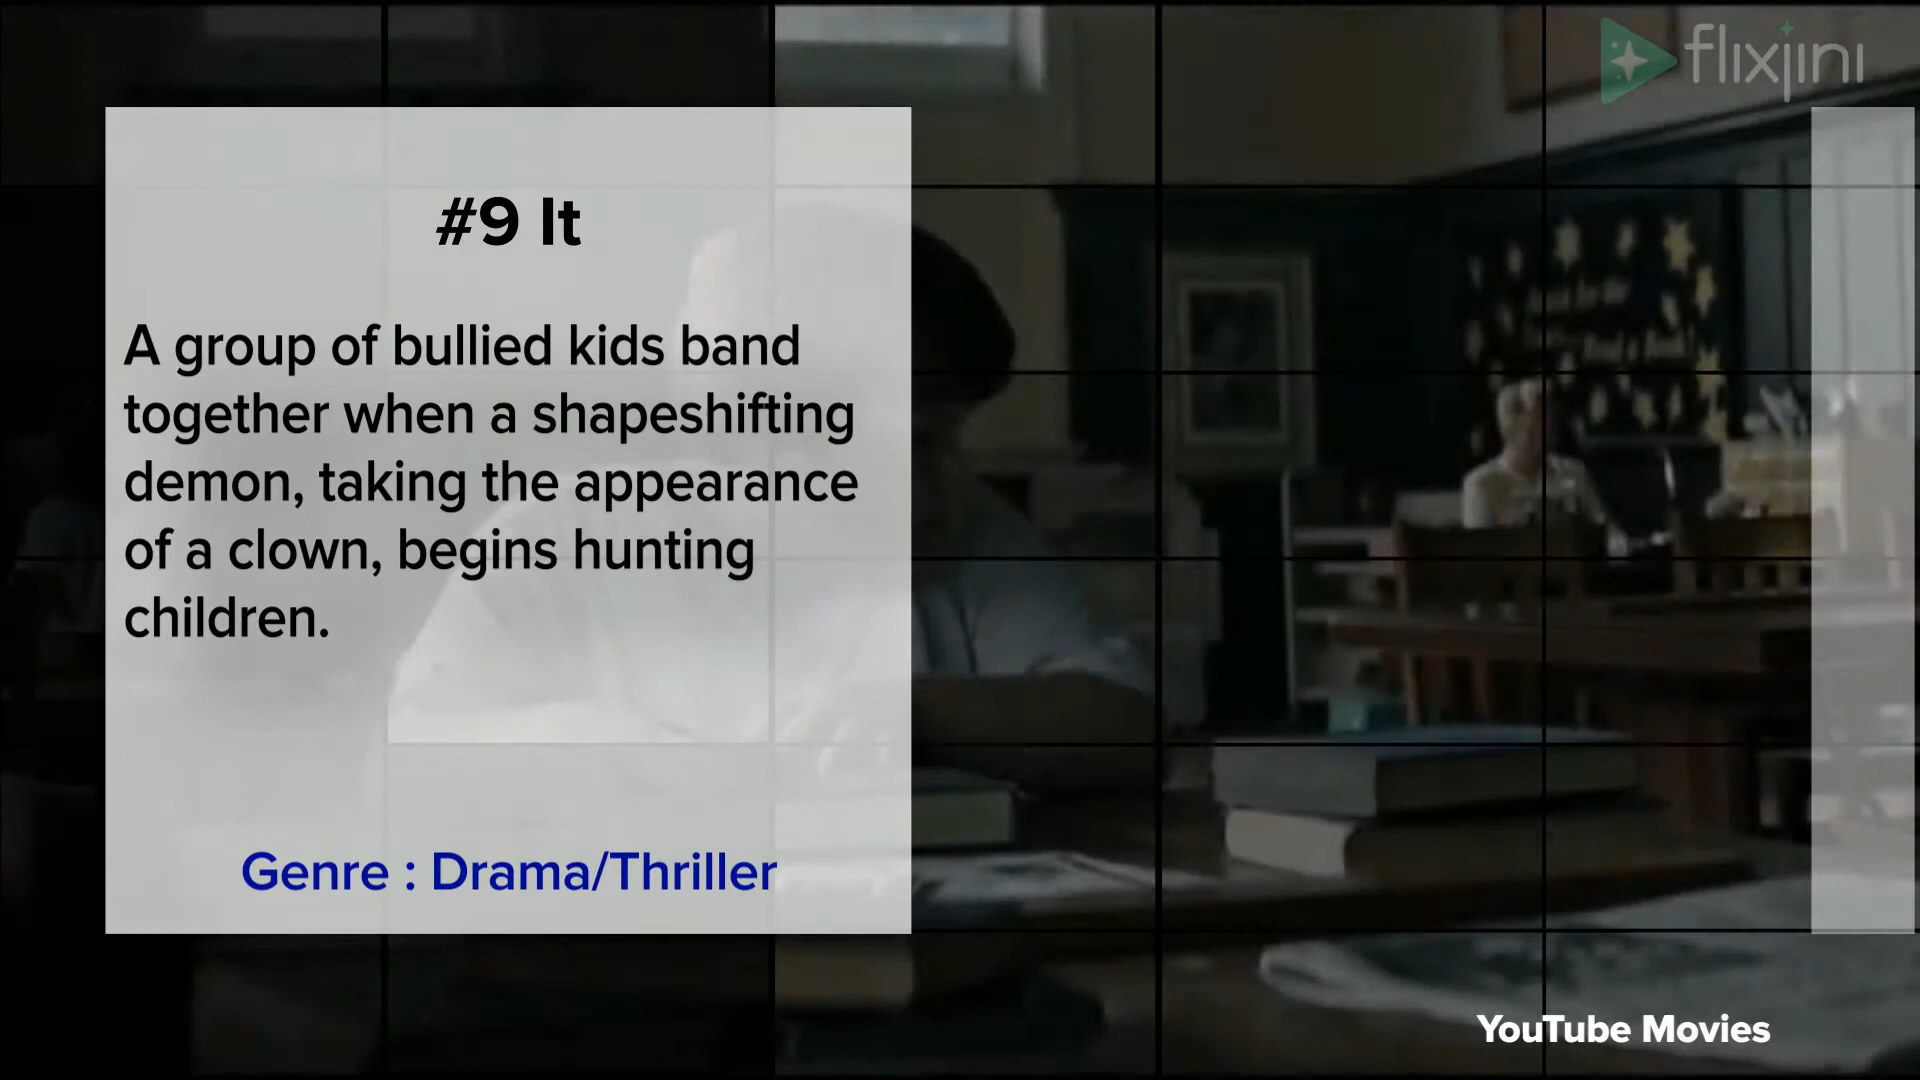 flixjini
#9 It
A group of bullied kids band
together when a shapeshifting
demon, taking the appearance
of a clown, begins hunting
children.
Genre : Drama/Thriller
YouTube Movies